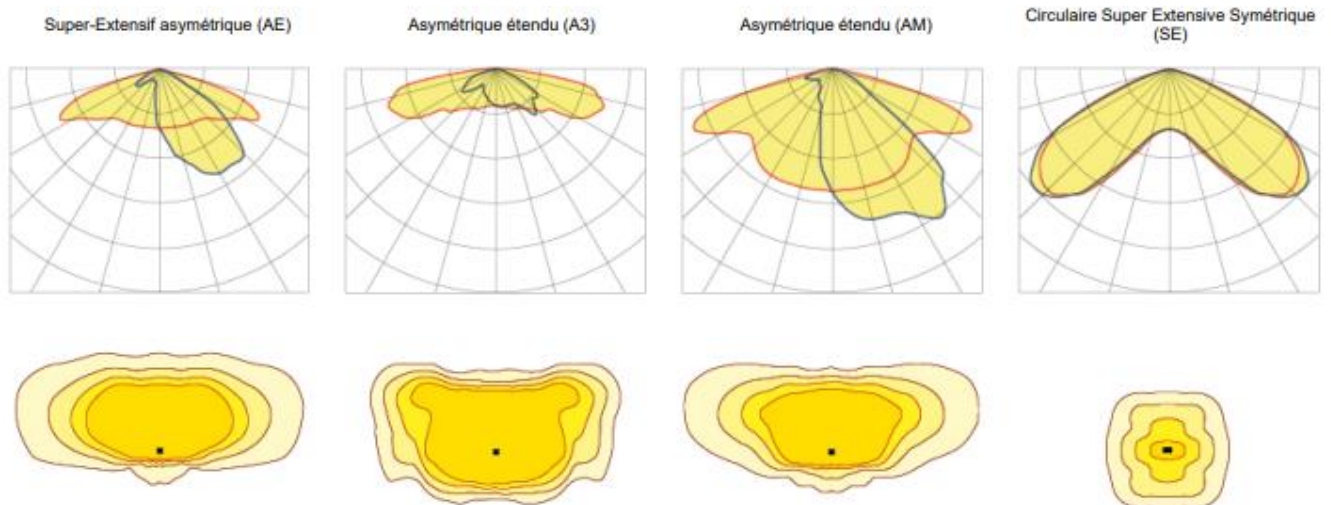 Super-Extensif asymétrique (AE)
Asymétrique étendu (A3)
Asymétrique étendu (AM)
Circulaire Super Extensive Symétrique
(SE)